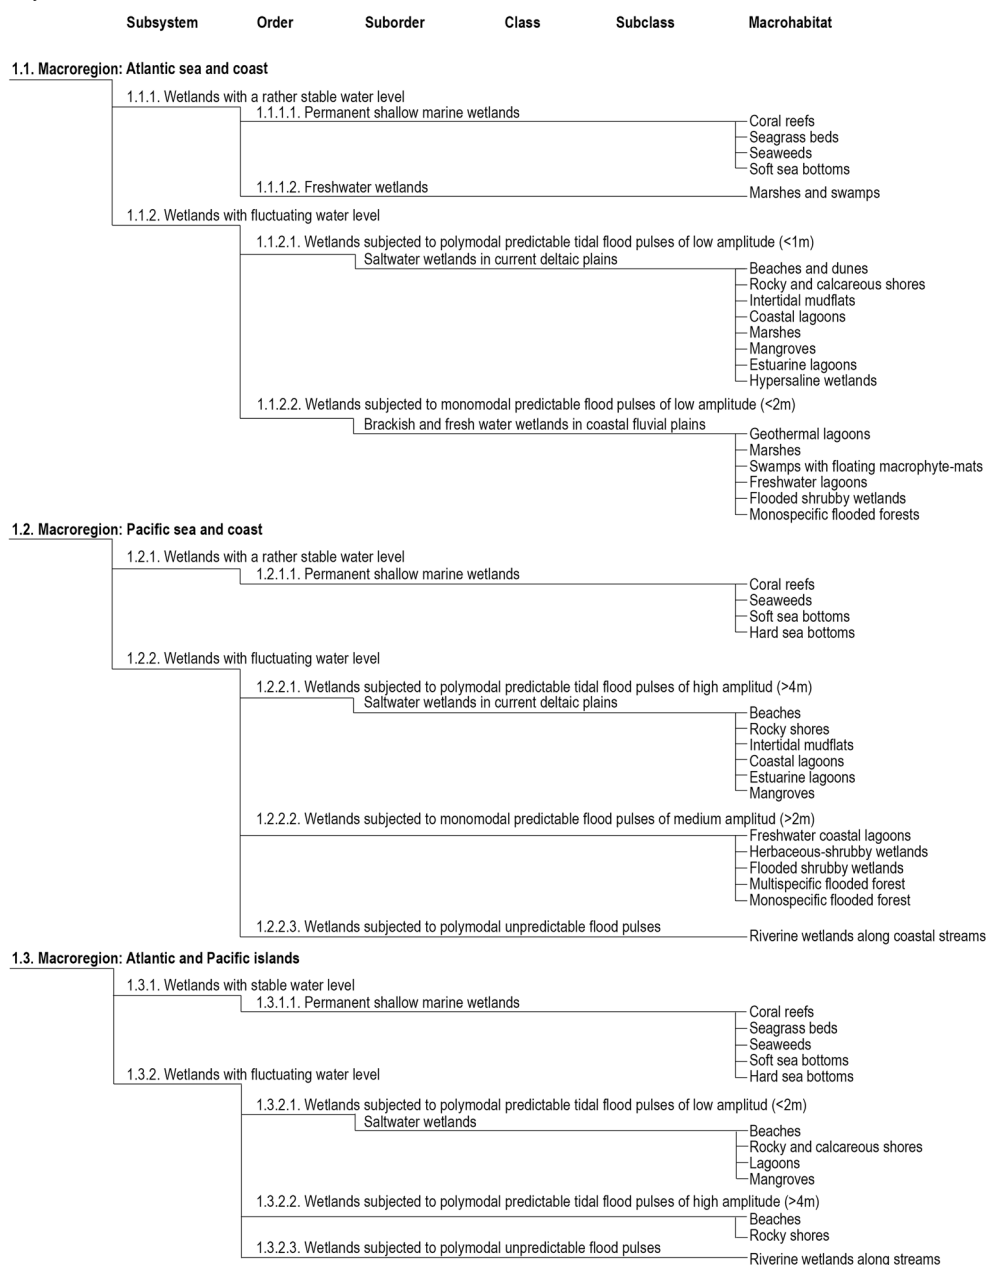 Subsystem Order Suborder Class Subclass Macrohabitat
1.1. Macroregion: Atlantic sea and coast
1.1.1. Wetlands with a rather stable water level
1.1.1.1. Permanent shallow marine wetlands
Coral reefs
Seagrass beds
Seaweeds
Soft sea bottoms
1.1.1.2. Freshwater wetlands
Marshes and swamps
1.1.2. Wetlands with fluctuating water level
1.1.2.1. Wetlands subjected to polymodal predictable tidal flood pulses of low amplitude (<1m)
Saltwater wetlands in current deltaic plains
Beaches and dunes
Rocky and calcareous shores
Intertidal mudflats
Coastal lagoons
Marshes
Mangroves
Estuarine lagoons
Hypersaline wetlands
1.1.2.2. Wetlands subjected to monomodal predictable flood pulses of low amplitude (<2m)
Brackish and fresh water wetlands in coastal fluvial plains
Geothermal lagoons
Marshes
Swamps with floating macrophyte-mats
Freshwater lagoons
Flooded shrubby wetlands
Monospecific flooded forests
1.2. Macroregion: Pacific sea and coast
1.2.1. Wetlands with a rather stable water level
1.2.1.1. Permanent shallow marine wetlands
Coral reefs
Seaweeds
Soft sea bottoms
Hard sea bottoms
1.2.2. Wetlands with fluctuating water level
1.2.2.1. Wetlands subjected to polymodal predictable tidal flood pulses of high amplitud (>4m)
Saltwater wetlands in current deltaic plains
Beaches
Rocky shores
Intertidal mudflats
Coastal lagoons
Estuarine lagoons
Mangroves
1.2.2.2. Wetlands subjected to monomodal predictable flood pulses of medium amplitud (>2m)
Freshwater coastal lagoons
Herbaceous-shrubby wetlands
Flooded shrubby wetlands
Multispecific flooded forest
Monospecific flooded forest
1.2.2.3. Wetlands subjected to polymodal unpredictable flood pulses
Riverine wetlands along coastal streams
1.3. Macroregion: Atlantic and Pacific islands
1.3.1. Wetlands with stable water level
1.3.1.1. Permanent shallow marine wetlands
Coral reefs
Seagrass beds
Seaweeds
Soft sea bottoms
Hard sea bottoms
1.3.2. Wetlands with fluctuating water level
1.3.2.1. Wetlands subjected to polymodal predictable tidal flood pulses of low amplitud (<2m)
Saltwater wetlands
Beaches
Rocky and calcareous shores
Lagoons
Mangroves
1.3.2.2. Wetlands subjected to polymodal predictable tidal flood pulses of high amplitude (>4m)
Beaches
Rocky shores
1.3.2.3. Wetlands subjected to polymodal unpredictable flood pulses
Riverine wetlands along streams